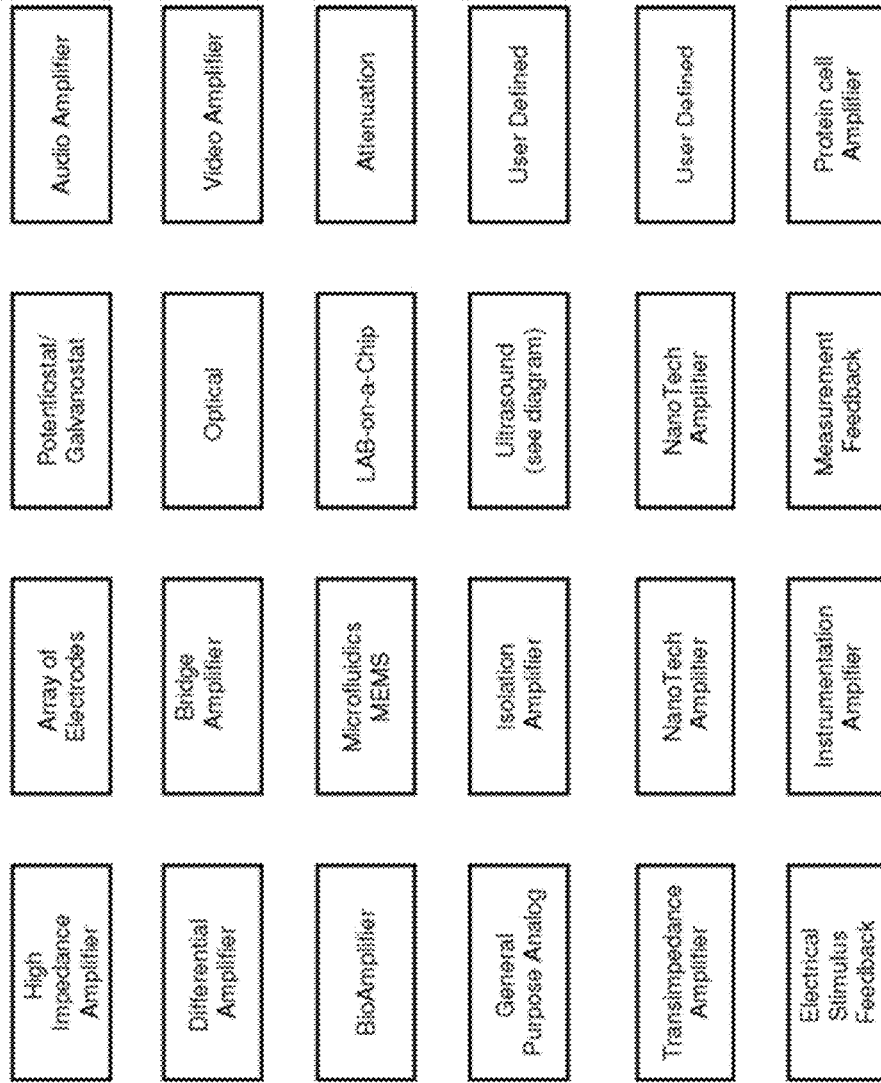 High
Impedance
Amplifier
Array of
Electrodes
Potentiostat/
Galvanostat
Audio Amplifier
Differential
Amplifier
Bridge
Amplifier
Optical
Video Amplifier
BioAmplifier
Microfluidics
MEMS
LAB-on-a-Chip
Attenuation
General
Purpose Analog
Isolation
Amplifier
Ultrasound
(see diagram)
User Defined
Transimpedance
Amplifier
NanoTech
Amplifier
NanoTech
Amplifier
User Defined
Electrical
Stimulus
Feedback
Instrumentation
Ampifier
Measurement
Feedback
Protein cell
Amplifier